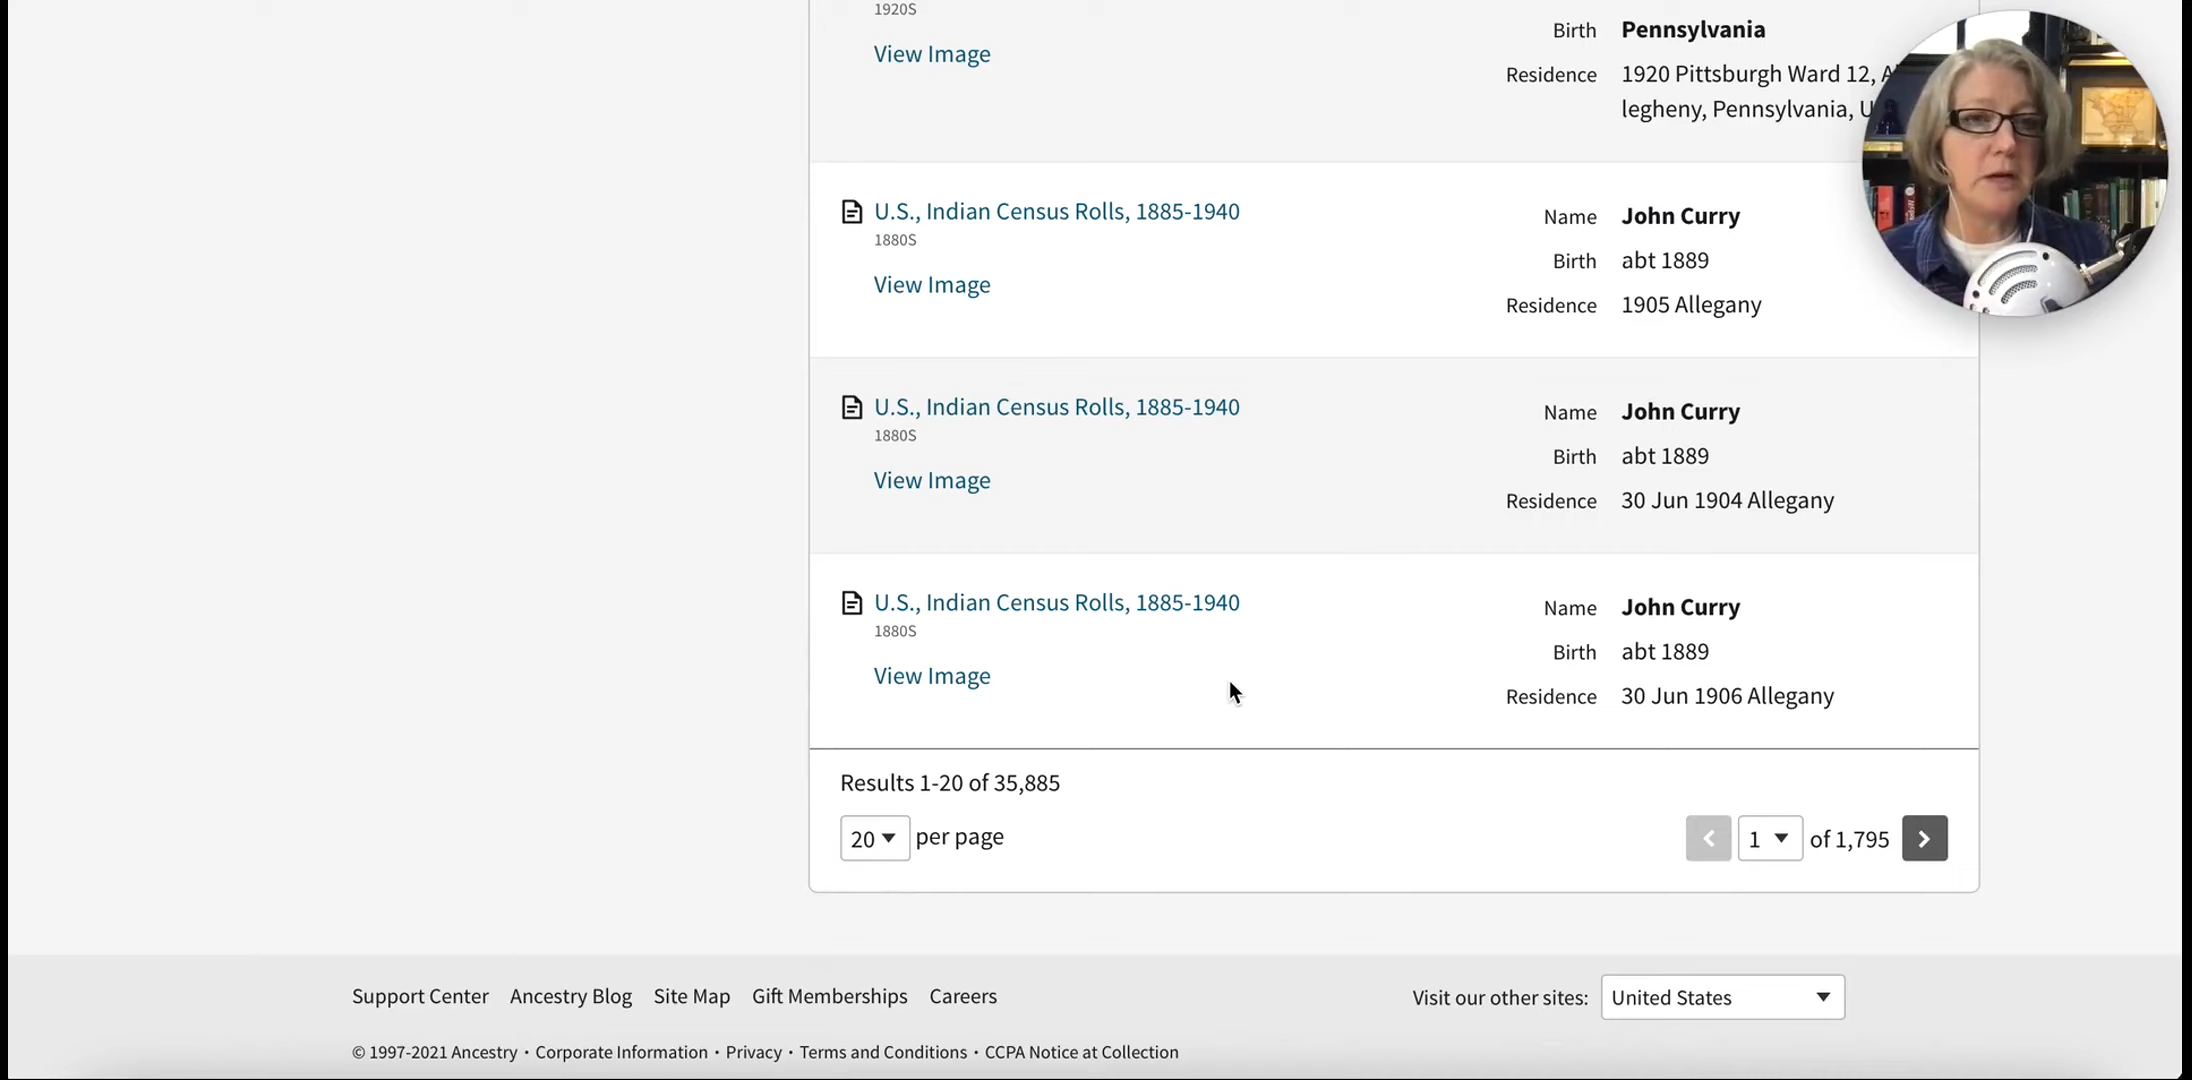 1920S
View Image
Birth Pennsylvania
Residence 1920 Pittsburgh Ward 12, A
legheny, Pennsylvania, U
U.S., Indian Census Rolls, 1885-1940
1880S
View Image
Name John Curry
Birth abt 1889
Residence 1905 Allegany
U.S., Indian Census Rolls, 1885-1940
1880S
View Image
Name John Curry
Birth abt 1889
Residence 30 Jun 1904 Allegany
U.S., Indian Census Rolls, 1885-1940
1880S
View Image
Name John Curry
Birth abt 1889
Residence 30 Jun 1906 Allegany
Results 1-20 of 35,885
20 per page
1 of 1,795
Support Center Ancestry Blog Site Map Gift Memberships Careers
Visit our other sites: United States
© 1997-2021 Ancestry · Corporate Information · Privacy · Terms and Conditions · CCPA Notice at Collection